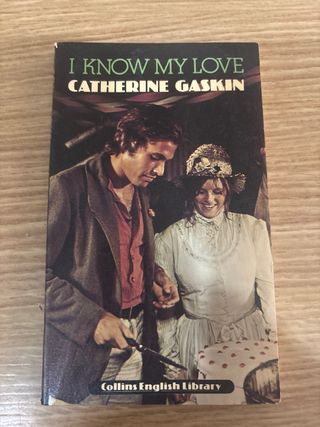 I KNOW MY LOVE
CATHERINE GASKIN
Collins English Library